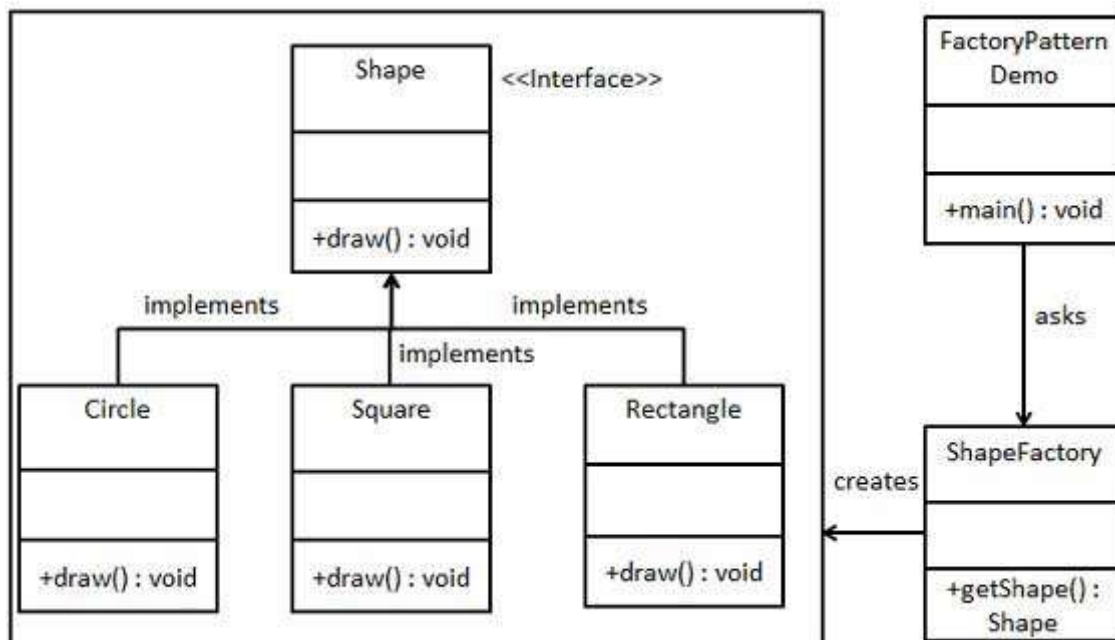 Shape
<<Interface>>
+draw() : void
implements
implements
implements
Circle
+draw() : void
Square
+draw() : void
Rectangle
+draw() : void
FactoryPattern
Demo
+main() : void
asks
ShapeFactory
+getShape() :
Shape
creates